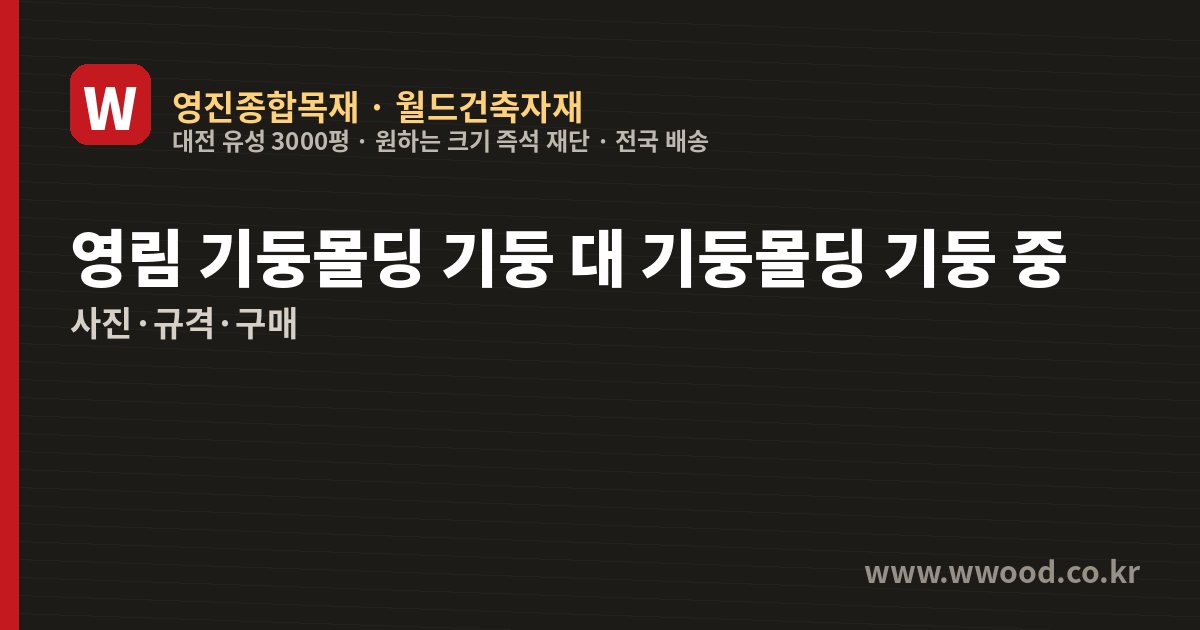 W
영진종합목재 · 월드건축자재
대전 유성 3000평 · 원하는 크기 즉석 재단 · 전국 배송
영림 기둥몰딩 기둥 대 기둥몰딩 기둥 중
사진·규격·구매
www.wwood.co.kr